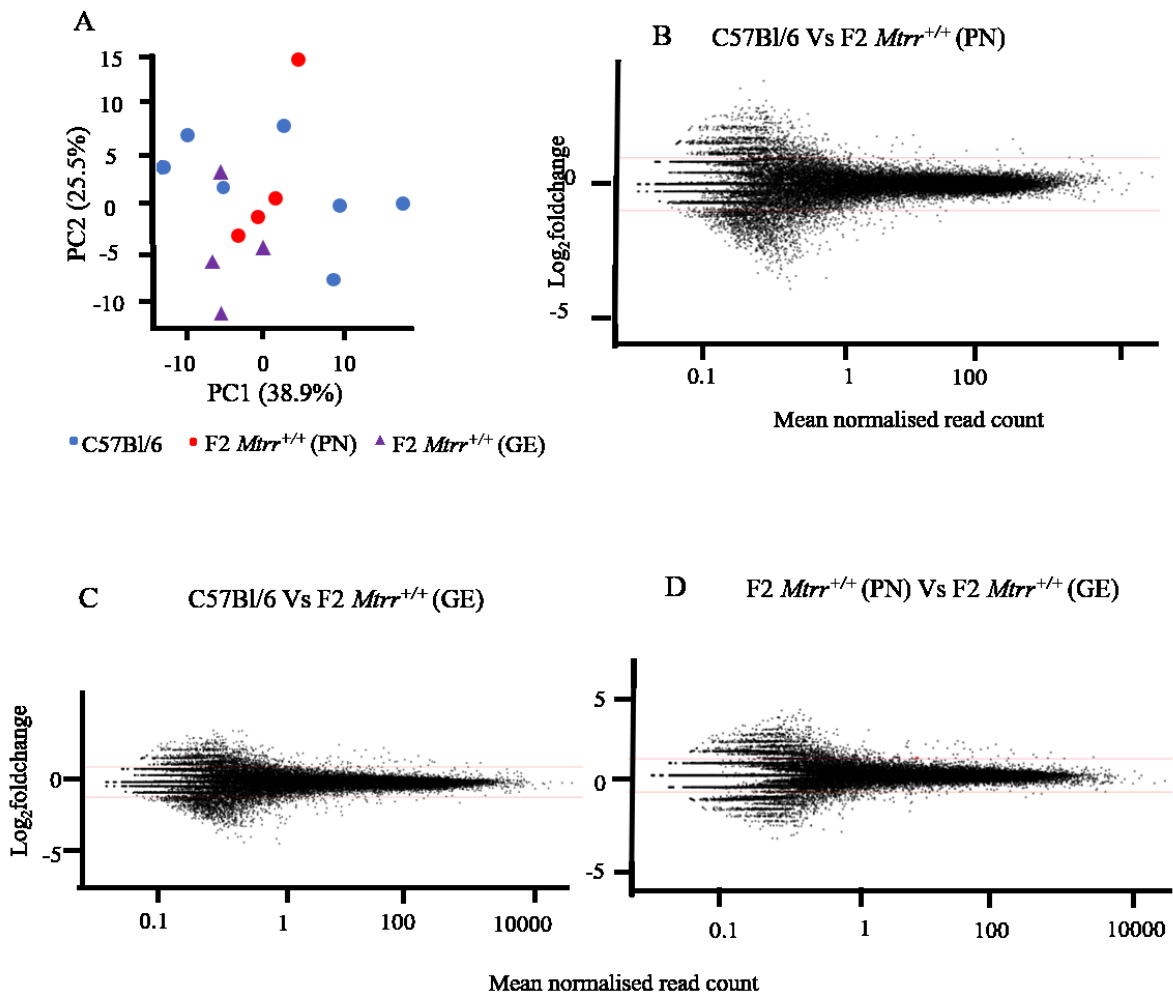 A
15
10
5
0
-5
-10
PC2 (25.5%)
-10 0 10
PC1 (38.9%)
C57Bl/6 F2 Mtrr+/+ (PN) F2 Mtrr+/+ (GE)
B C57Bl/6 Vs F2 Mtrr+/+ (PN)
Log2foldchange
0
-5
0.1 1 100
Mean normalised read count
C C57Bl/6 Vs F2 Mtrr+/+ (GE)
Log2foldchange
0
-5
0.1 1 100 10000
D F2 Mtrr+/+ (PN) Vs F2 Mtrr+/+ (GE)
5
0
-5
0.1 1 100 10000
Mean normalised read count